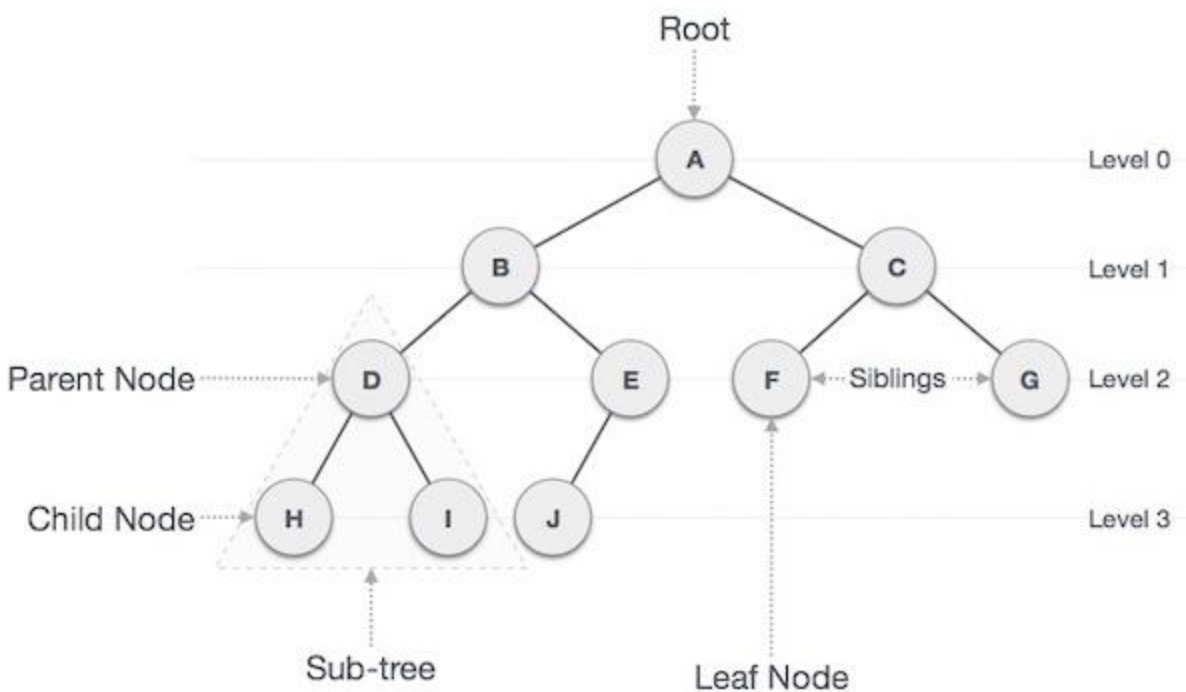 Root
A
Level 0
B
C
Level 1
Parent Node
D
E
F
Siblings
G
Level 2
Child Node
H
I
J
Level 3
Sub-tree
Leaf Node